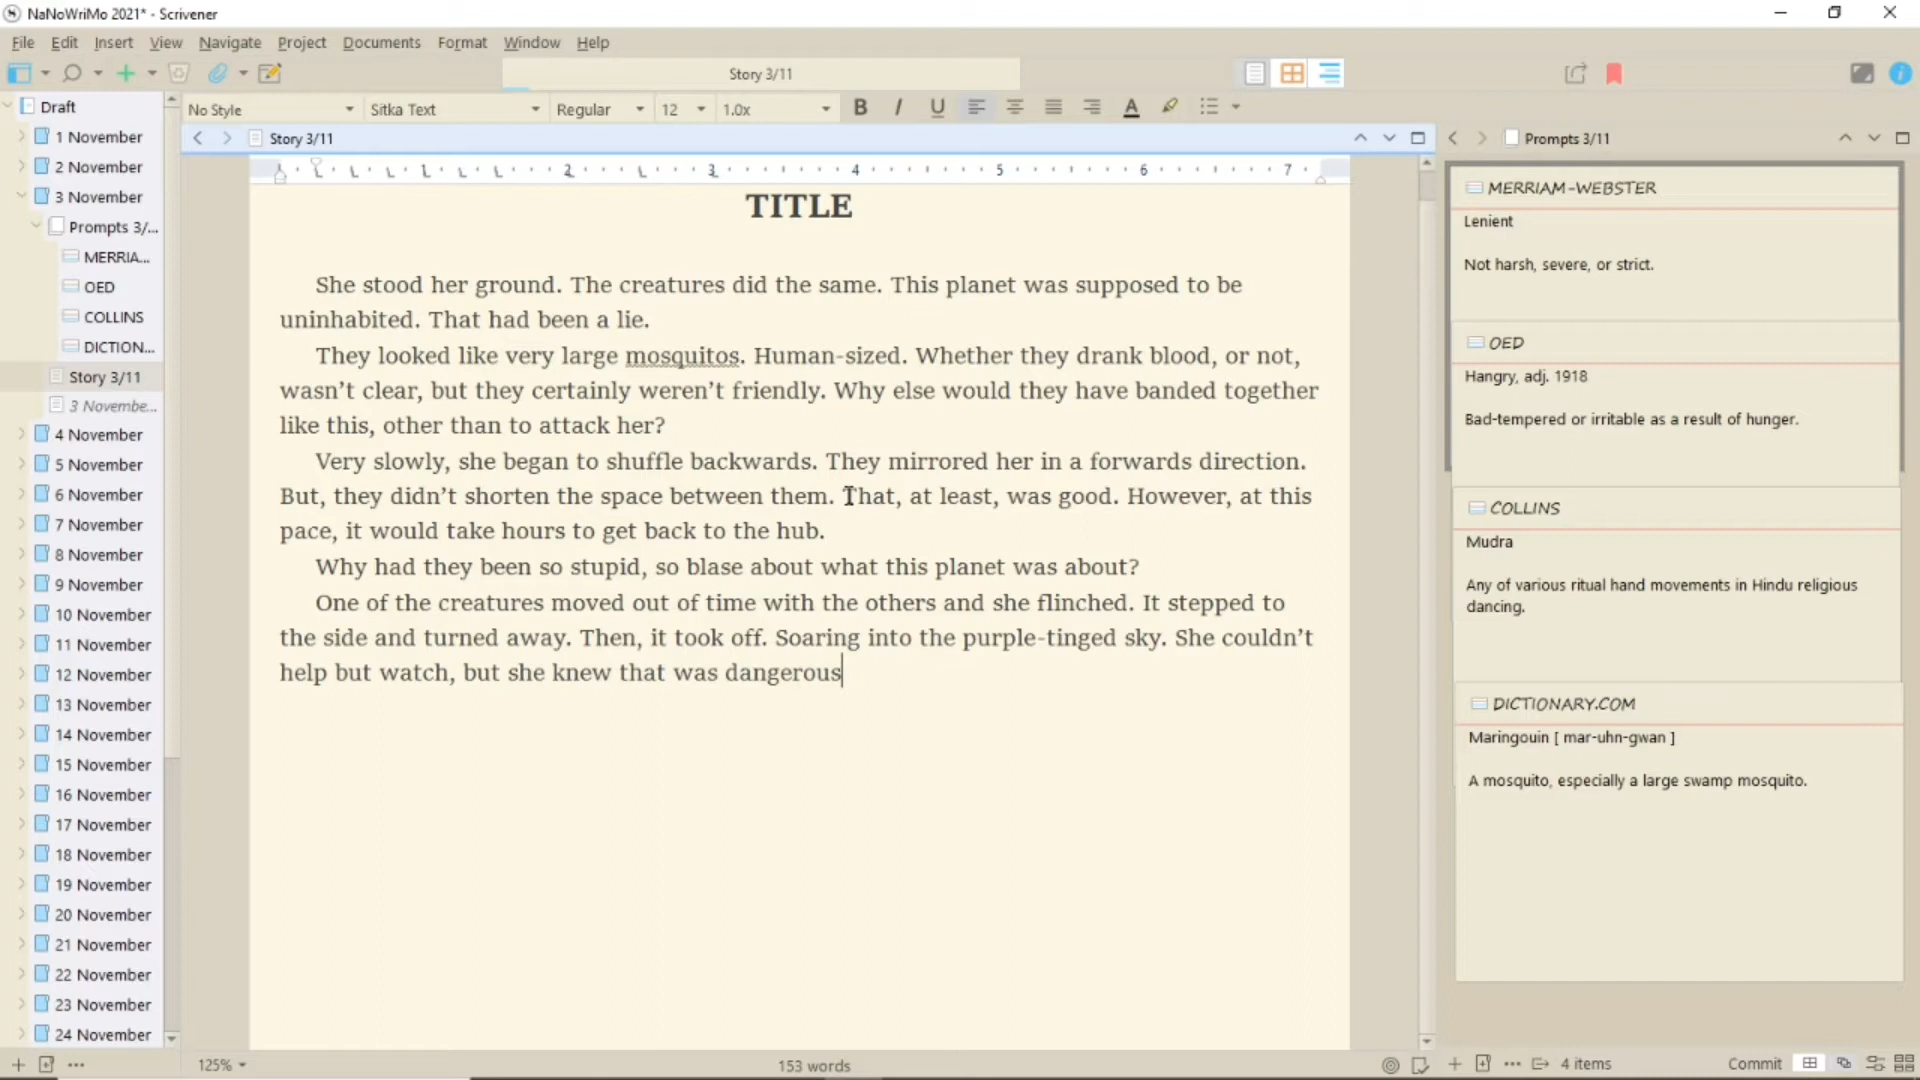 NaNoWriMo 2021* - Scrivener
File Edit Insert View Navigate Project Documents Format Window Help
Story 3/11
No Style Sitka Text Regular 12 1.0x B I U A
Draft
1 November
2 November
3 November
Prompts 3/...
MERRIA...
OED
COLLINS
DICTION...
Story 3/11
3 Novembe...
4 November
5 November
6 November
7 November
8 November
9 November
10 November
11 November
12 November
13 November
14 November
15 November
16 November
17 November
18 November
19 November
20 November
21 November
22 November
23 November
24 November
Story 3/11
1 2 3 4 5 6 7
TITLE
She stood her ground. The creatures did the same. This planet was supposed to be
uninhabited. That had been a lie.
They looked like very large mosquitos. Human-sized. Whether they drank blood, or not,
wasn’t clear, but they certainly weren’t friendly. Why else would they have banded together
like this, other than to attack her?
Very slowly, she began to shuffle backwards. They mirrored her in a forwards direction.
But, they didn’t shorten the space between them. That, at least, was good. However, at this
pace, it would take hours to get back to the hub.
Why had they been so stupid, so blase about what this planet was about?
One of the creatures moved out of time with the others and she flinched. It stepped to
the side and turned away. Then, it took off. Soaring into the purple-tinged sky. She couldn’t
help but watch, but she knew that was dangerous
125% 153 words
Prompts 3/11
MERRIAM-WEBSTER
Lenient
Not harsh, severe, or strict.
OED
Hangry, adj. 1918
Bad-tempered or irritable as a result of hunger.
COLLINS
Mudra
Any of various ritual hand movements in Hindu religious
dancing.
DICTIONARY.COM
Maringouin [ mar-uhn-gwan ]
A mosquito, especially a large swamp mosquito.
4 items Commit